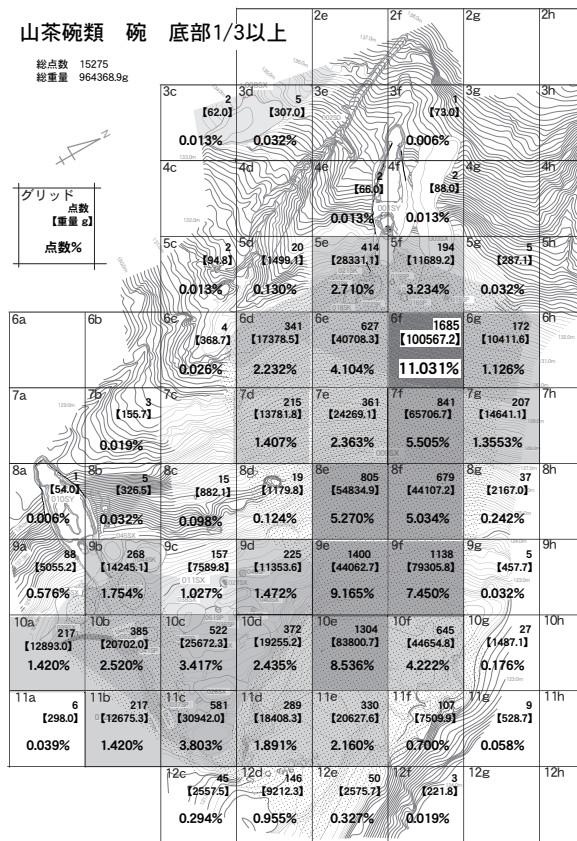 山茶碗類 碗 底部1/3以上
総点数 15275
総重量 964368.9g
グリッド
点数
【重量 g】
点数%
2e 2f 2g 2h
3c 2 【62.0】 0.013%
3d 5 【307.0】 0.032%
3e
3f 1 【73.0】 0.006%
3g
3h
4c
4d
4e 2 【66.0】 0.013%
4f 2 【88.0】 0.013%
4g
4h
5c 2 【94.8】 0.013%
5d 20 【1499.1】 0.130%
5e 414 【28331.1】 2.710%
5f 194 【11689.2】 3.234%
5g 5 【287.1】 0.032%
5h
6a
6b
6c 4 【368.7】 0.026%
6d 341 【17378.5】 2.232%
6e 627 【40708.3】 4.104%
6f 1685 【100567.2】 11.031%
6g 172 【10411.6】 1.126%
6h
7a
7b 3 【155.7】 0.019%
7c
7d 215 【13781.8】 1.407%
7e 361 【24269.1】 2.363%
7f 841 【65706.7】 5.505%
7g 207 【14641.1】 1.3553%
7h
8a 1 【54.0】 0.006%
8b 5 【326.5】 0.032%
8c 15 【882.1】 0.098%
8d 19 【1179.8】 0.124%
8e 805 【54834.9】 5.270%
8f 679 【44107.2】 5.034%
8g 37 【2167.0】 0.242%
8h
9a 88 【5055.2】 0.576%
9b 268 【14245.1】 1.754%
9c 157 【7589.8】 1.027%
9d 225 【11353.6】 1.472%
9e 1400 【44062.7】 9.165%
9f 1138 【79305.8】 7.450%
9g 5 【457.7】 0.032%
9h
10a 217 【12893.0】 1.420%
10b 385 【20702.0】 2.520%
10c 522 【25672.3】 3.417%
10d 372 【19255.2】 2.435%
10e 1304 【83800.7】 8.536%
10f 645 【44654.8】 4.222%
10g 27 【1487.1】 0.176%
10h
11a 6 【298.0】 0.039%
11b 217 【12675.3】 1.420%
11c 581 【30942.0】 3.803%
11d 289 【18408.3】 1.891%
11e 330 【20627.6】 2.160%
11f 107 【7509.9】 0.700%
11g 9 【528.7】 0.058%
11h
12c 45 【2557.5】 0.294%
12d 146 【9212.3】 0.955%
12e 50 【2575.7】 0.327%
12f 3 【221.8】 0.019%
12g
12h
001SY
010SY
011SX